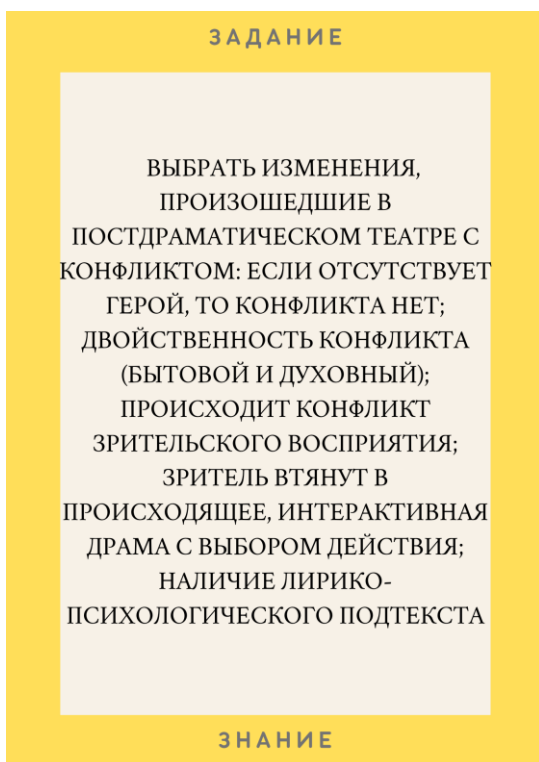 ЗАДАНИЕ
ВЫБРАТЬ ИЗМЕНЕНИЯ,
ПРОИЗОШЕДШИЕ В
ПОСТДРАМАТИЧЕСКОМ ТЕАТРЕ С
КОНФЛИКТОМ: ЕСЛИ ОТСУТСТВУЕТ
ГЕРОЙ, ТО КОНФЛИКТА НЕТ;
ДВОЙСТВЕННОСТЬ КОНФЛИКТА
(БЫТОВОЙ И ДУХОВНЫЙ);
ПРОИСХОДИТ КОНФЛИКТ
ЗРИТЕЛЬСКОГО ВОСПРИЯТИЯ;
ЗРИТЕЛЬ ВТЯНУТ В
ПРОИСХОДЯЩЕЕ, ИНТЕРАКТИВНАЯ
ДРАМА С ВЫБОРОМ ДЕЙСТВИЯ;
НАЛИЧИЕ ЛИРИКО-
ПСИХОЛОГИЧЕСКОГО ПОДТЕКСТА
ЗНАНИЕ